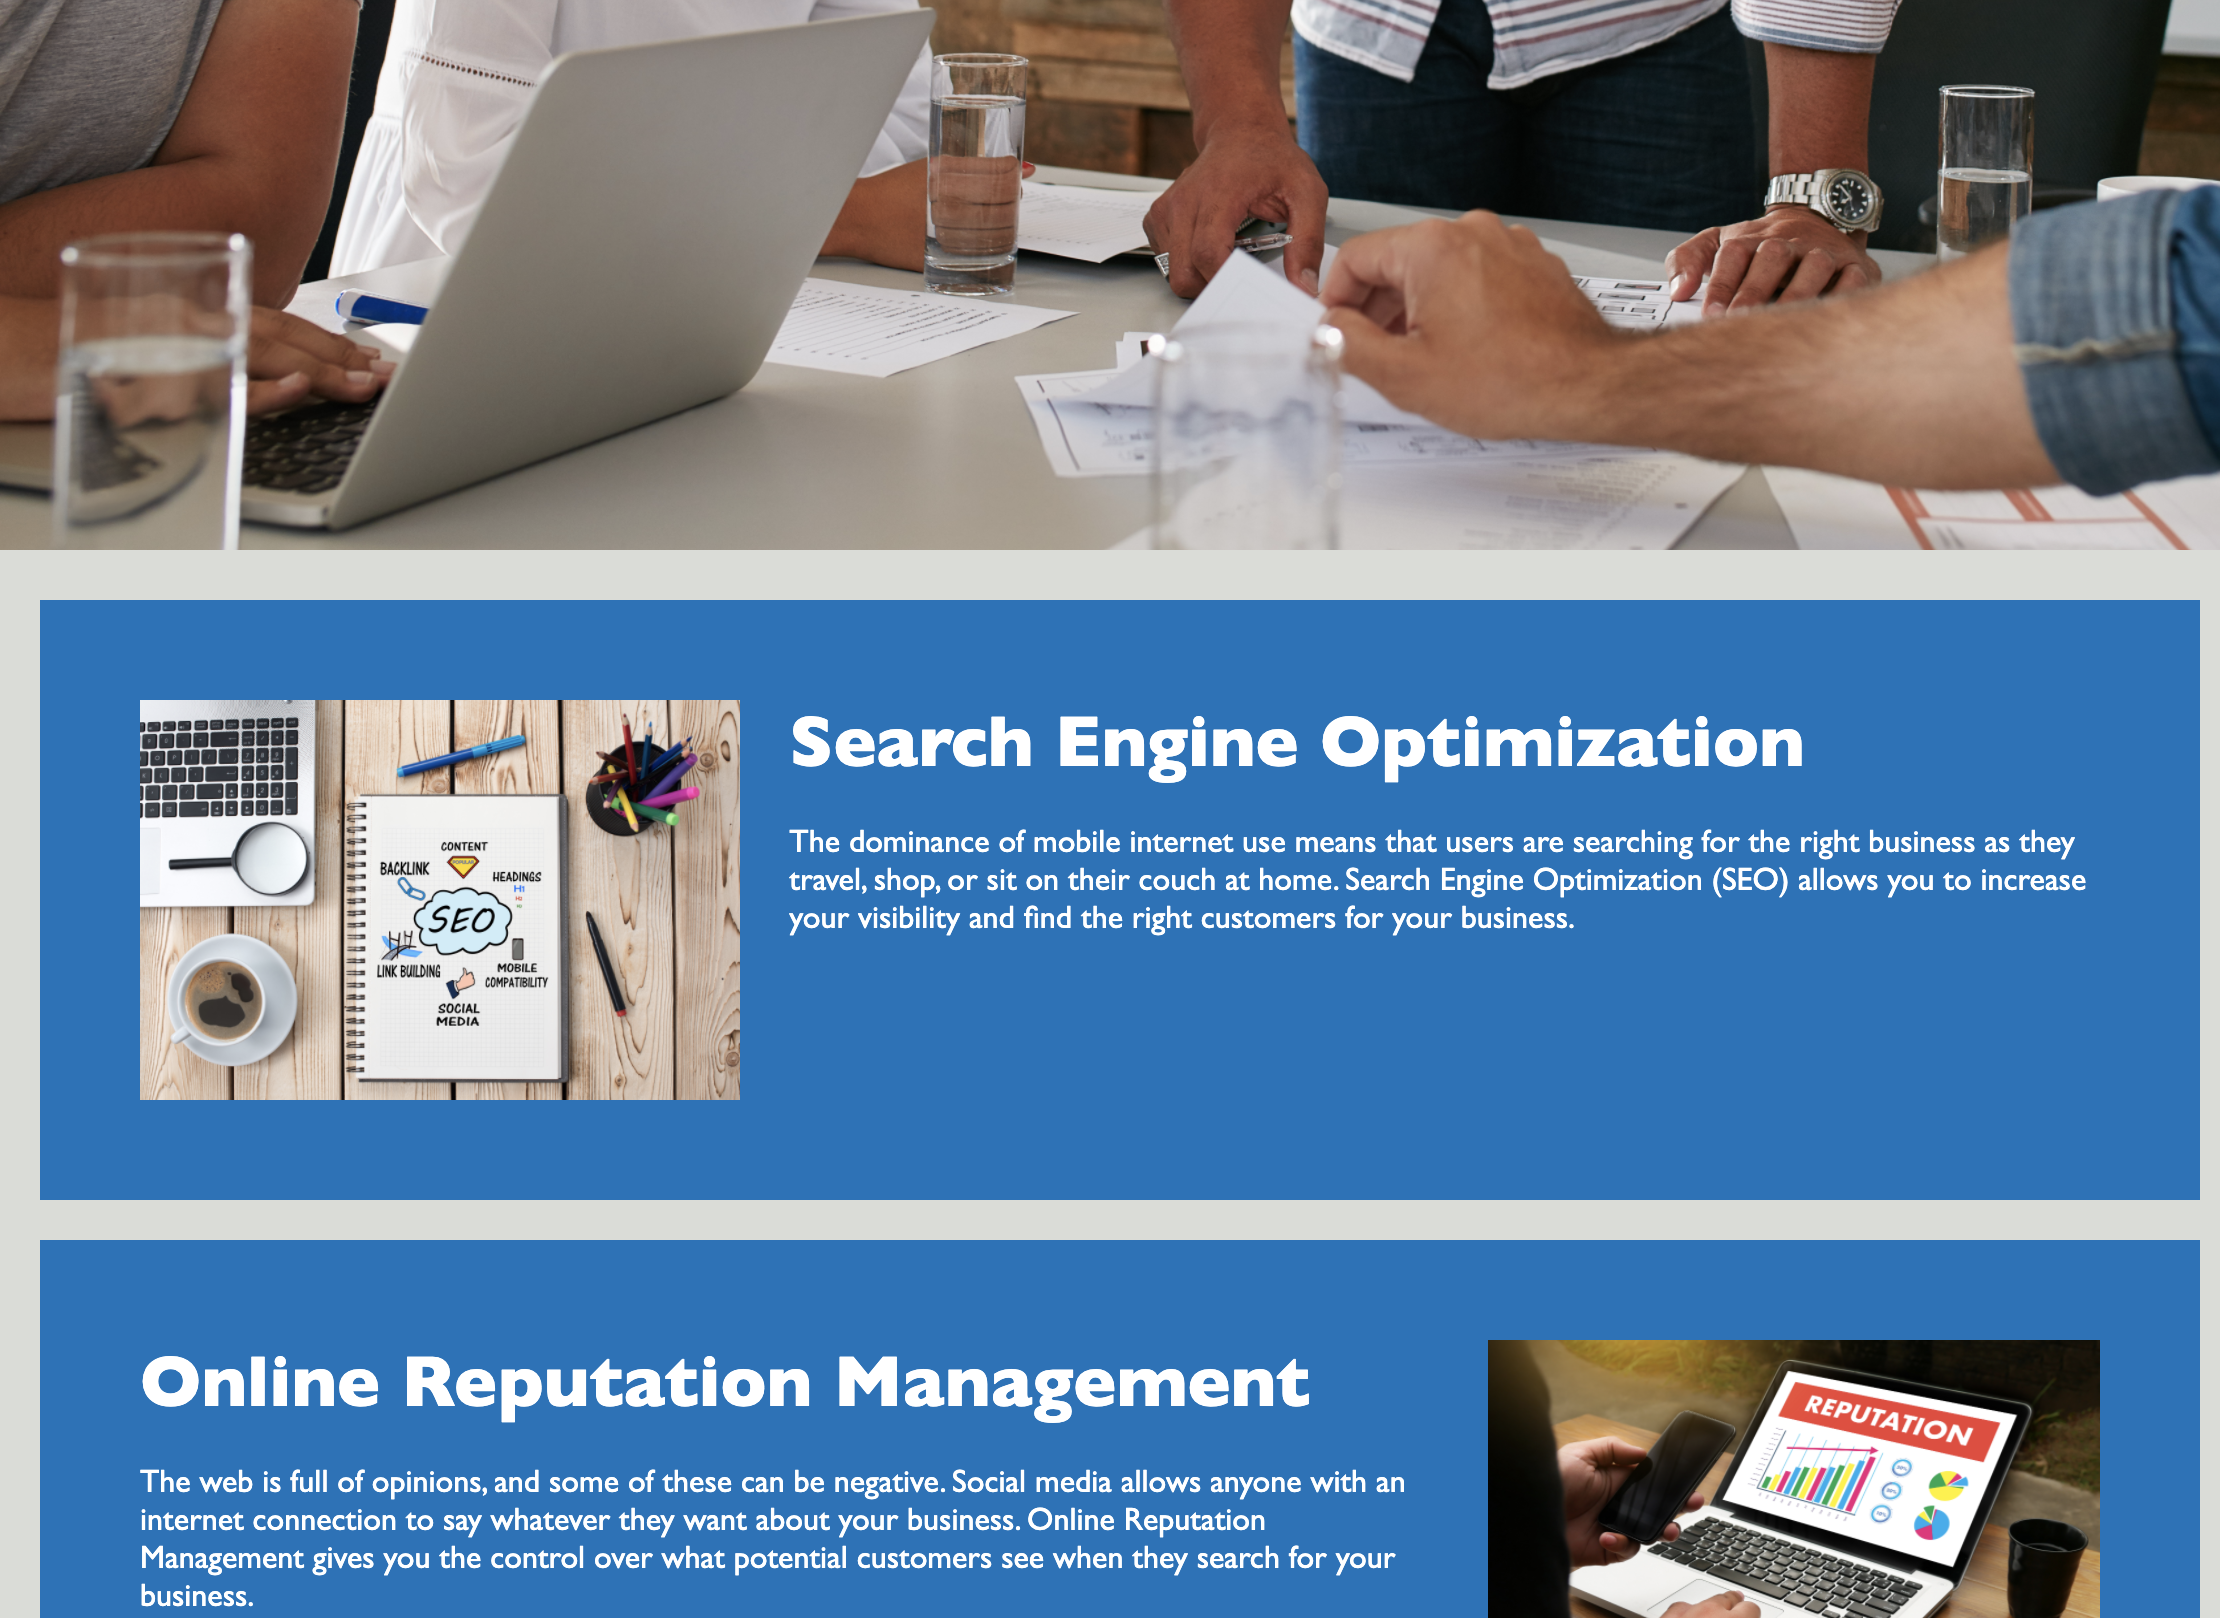 Search Engine Optimization
The dominance of mobile internet use means that users are searching for the right business as they
travel, shop, or sit on their couch at home. Search Engine Optimization (SEO) allows you to increase
your visibility and find the right customers for your business.
CONTENT
POPULAR
BACKLINK
HEADINGS
H1
H2
H3
SEO
LINK BUILDING
MOBILE
COMPATIBILITY
SOCIAL
MEDIA
Online Reputation Management
The web is full of opinions, and some of these can be negative. Social media allows anyone with an
internet connection to say whatever they want about your business. Online Reputation
Management gives you the control over what potential customers see when they search for your
business.
REPUTATION